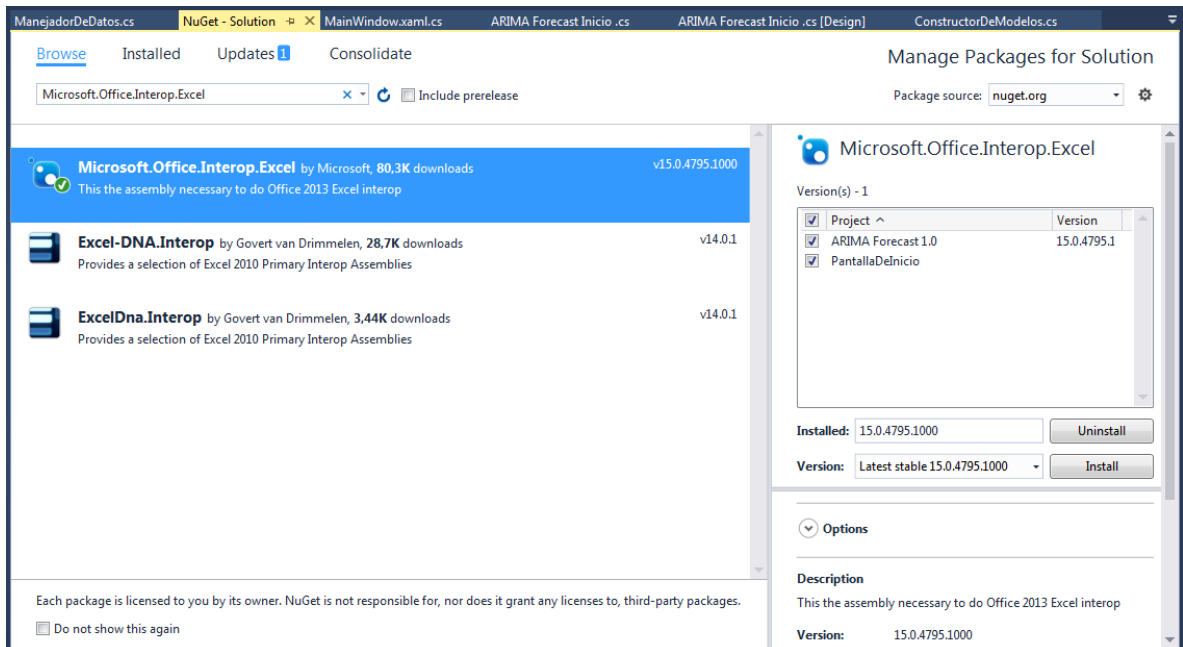 ManejadorDeDatos.cs NuGet - Solution MainWindow.xaml.cs ARIMA Forecast Inicio .cs ARIMA Forecast Inicio .cs [Design] ConstructorDeModelos.cs
Browse Installed Updates 1 Consolidate
Manage Packages for Solution
Microsoft.Office.Interop.Excel
Include prerelease
Package source: nuget.org
Microsoft.Office.Interop.Excel by Microsoft, 80,3K downloads v15.0.4795.1000
This the assembly necessary to do Office 2013 Excel interop
Excel-DNA.Interop by Govert van Drimmelen, 28,7K downloads v14.0.1
Provides a selection of Excel 2010 Primary Interop Assemblies
ExcelDna.Interop by Govert van Drimmelen, 3,44K downloads v14.0.1
Provides a selection of Excel 2010 Primary Interop Assemblies
Each package is licensed to you by its owner. NuGet is not responsible for, nor does it grant any licenses to, third-party packages.
Do not show this again
Microsoft.Office.Interop.Excel
Version(s) - 1
Project Version
ARIMA Forecast 1.0 15.0.4795.1
PantallaDeInicio
Installed: 15.0.4795.1000 Uninstall
Version: Latest stable 15.0.4795.1000 Install
Options
Description
This the assembly necessary to do Office 2013 Excel interop
Version: 15.0.4795.1000